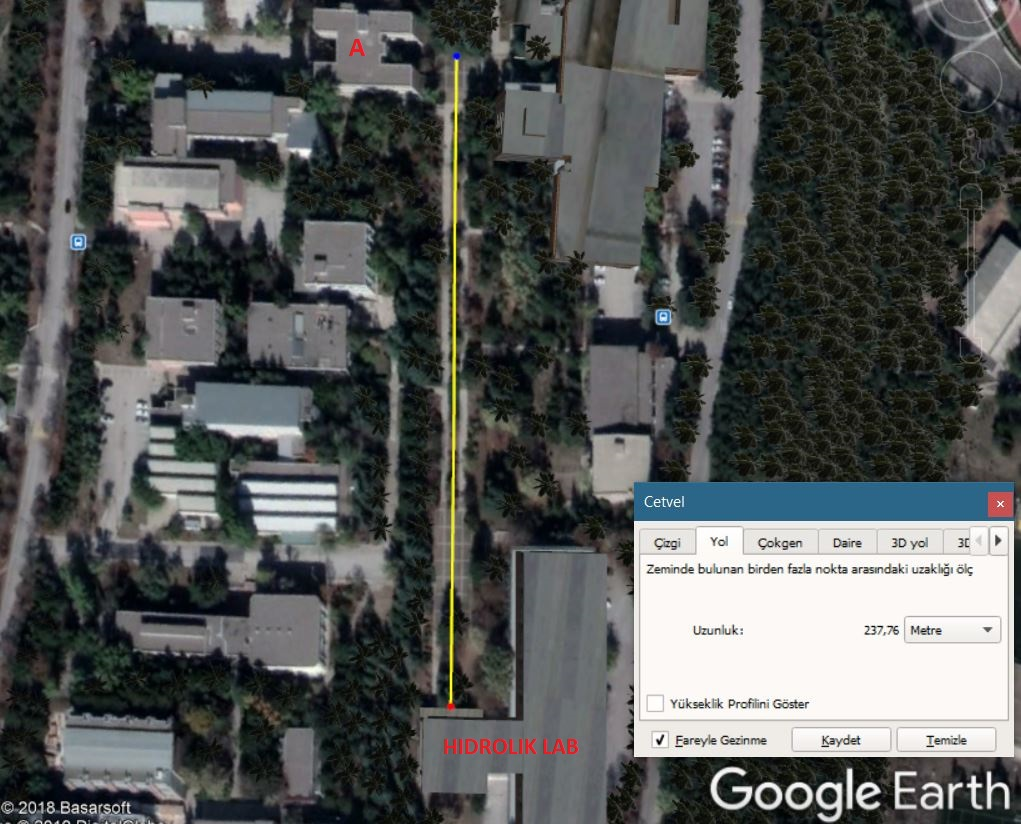 A
Cetvel
Çizgi Yol Çokgen Daire 3D yol 3D
Zeminde bulunan birden fazla nokta arasındaki uzaklığı ölç
Uzunluk: 237,76 Metre
Yükseklik Profilini Göster
Fareyle Gezinme Kaydet Temizle
HIDROLIK LAB
Google Earth
© 2018 Basarsoft